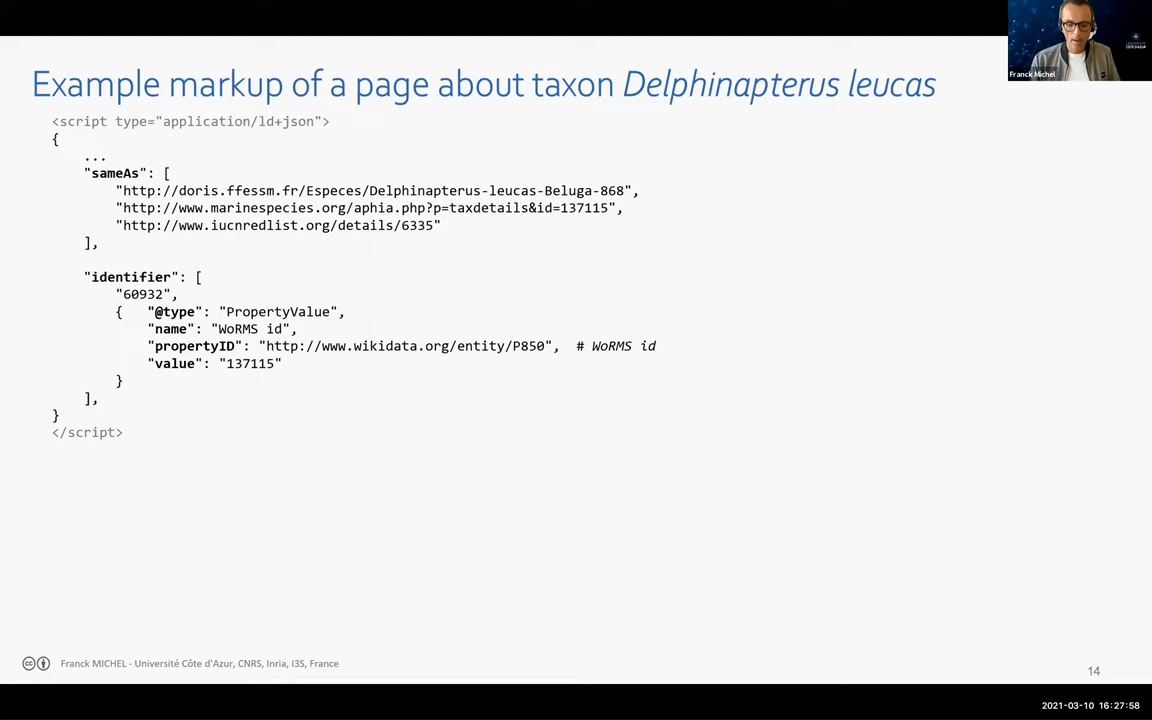 Franck Michel
Example markup of a page about taxon Delphinapterus leucas
<script type="application/ld+json">
{
...
"sameAs": [
"http://doris.ffessm.fr/Especes/Delphinapterus-leucas-Beluga-868",
"http://www.marinespecies.org/aphia.php?p=taxdetails&id=137115",
"http://www.iucnredlist.org/details/6335"
],
"identifier": [
"60932",
{ "@type": "PropertyValue",
"name": "WoRMS id",
"propertyID": "http://www.wikidata.org/entity/P850", # WoRMS id
"value": "137115"
}
],
}
</script>
cc
Franck MICHEL - Université Côte d'Azur, CNRS, Inria, I3S, France
14
2021-03-10 16:27:58